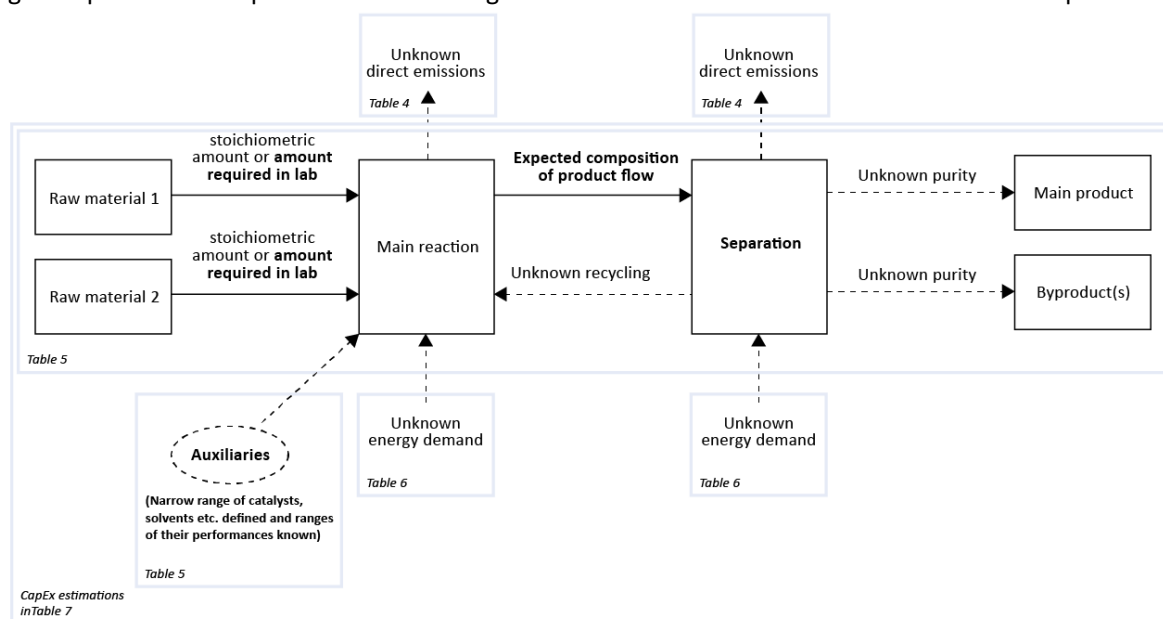 Unknown
direct emissions
Table 4
Unknown
direct emissions
Table 4
stoichiometric
amount or amount
required in lab
Raw material 1
stoichiometric
amount or amount
required in lab
Raw material 2
Main reaction
Expected composition
of product flow
Unknown recycling
Separation
Unknown purity
Main product
Unknown purity
Byproduct(s)
Table 5
Auxiliaries
(Narrow range of catalysts,
solvents etc. defined and ranges
of their performances known)
Table 5
Unknown
energy demand
Table 6
Unknown
energy demand
Table 6
CapEx estimations
inTable 7